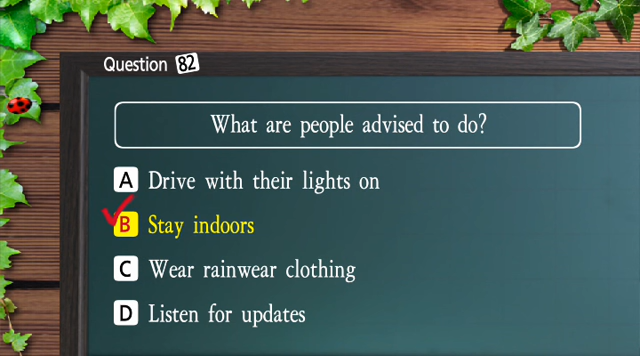 Question 82
What are people advised to do?
A Drive with their lights on
B Stay indoors
C Wear rainwear clothing
D Listen for updates